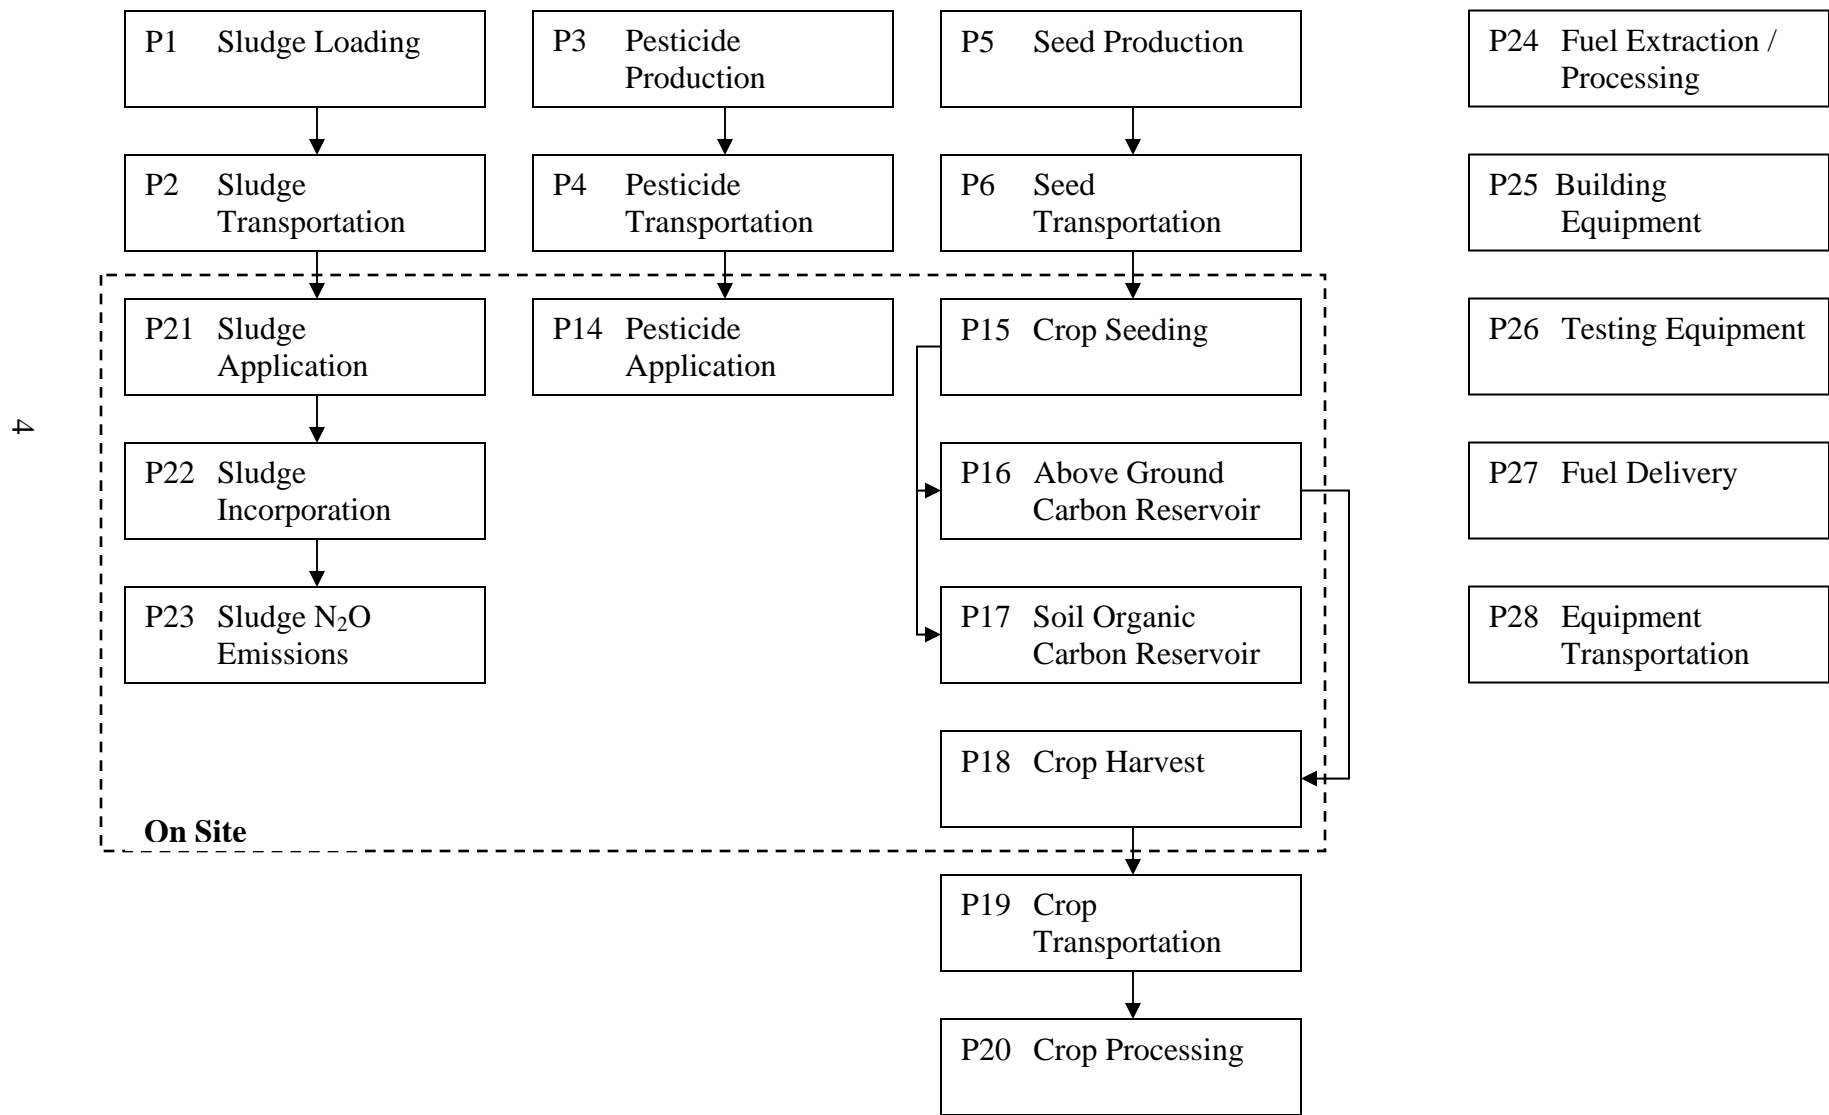 P1 Sludge Loading
P2 Sludge
Transportation
P21 Sludge
Application
P22 Sludge
Incorporation
P23 Sludge N₂O
Emissions
P3 Pesticide
Production
P4 Pesticide
Transportation
P14 Pesticide
Application
P5 Seed Production
P6 Seed
Transportation
P15 Crop Seeding
P16 Above Ground
Carbon Reservoir
P17 Soil Organic
Carbon Reservoir
P18 Crop Harvest
On Site
P19 Crop
Transportation
P20 Crop Processing
P24 Fuel Extraction /
Processing
P25 Building
Equipment
P26 Testing Equipment
P27 Fuel Delivery
P28 Equipment
Transportation
4